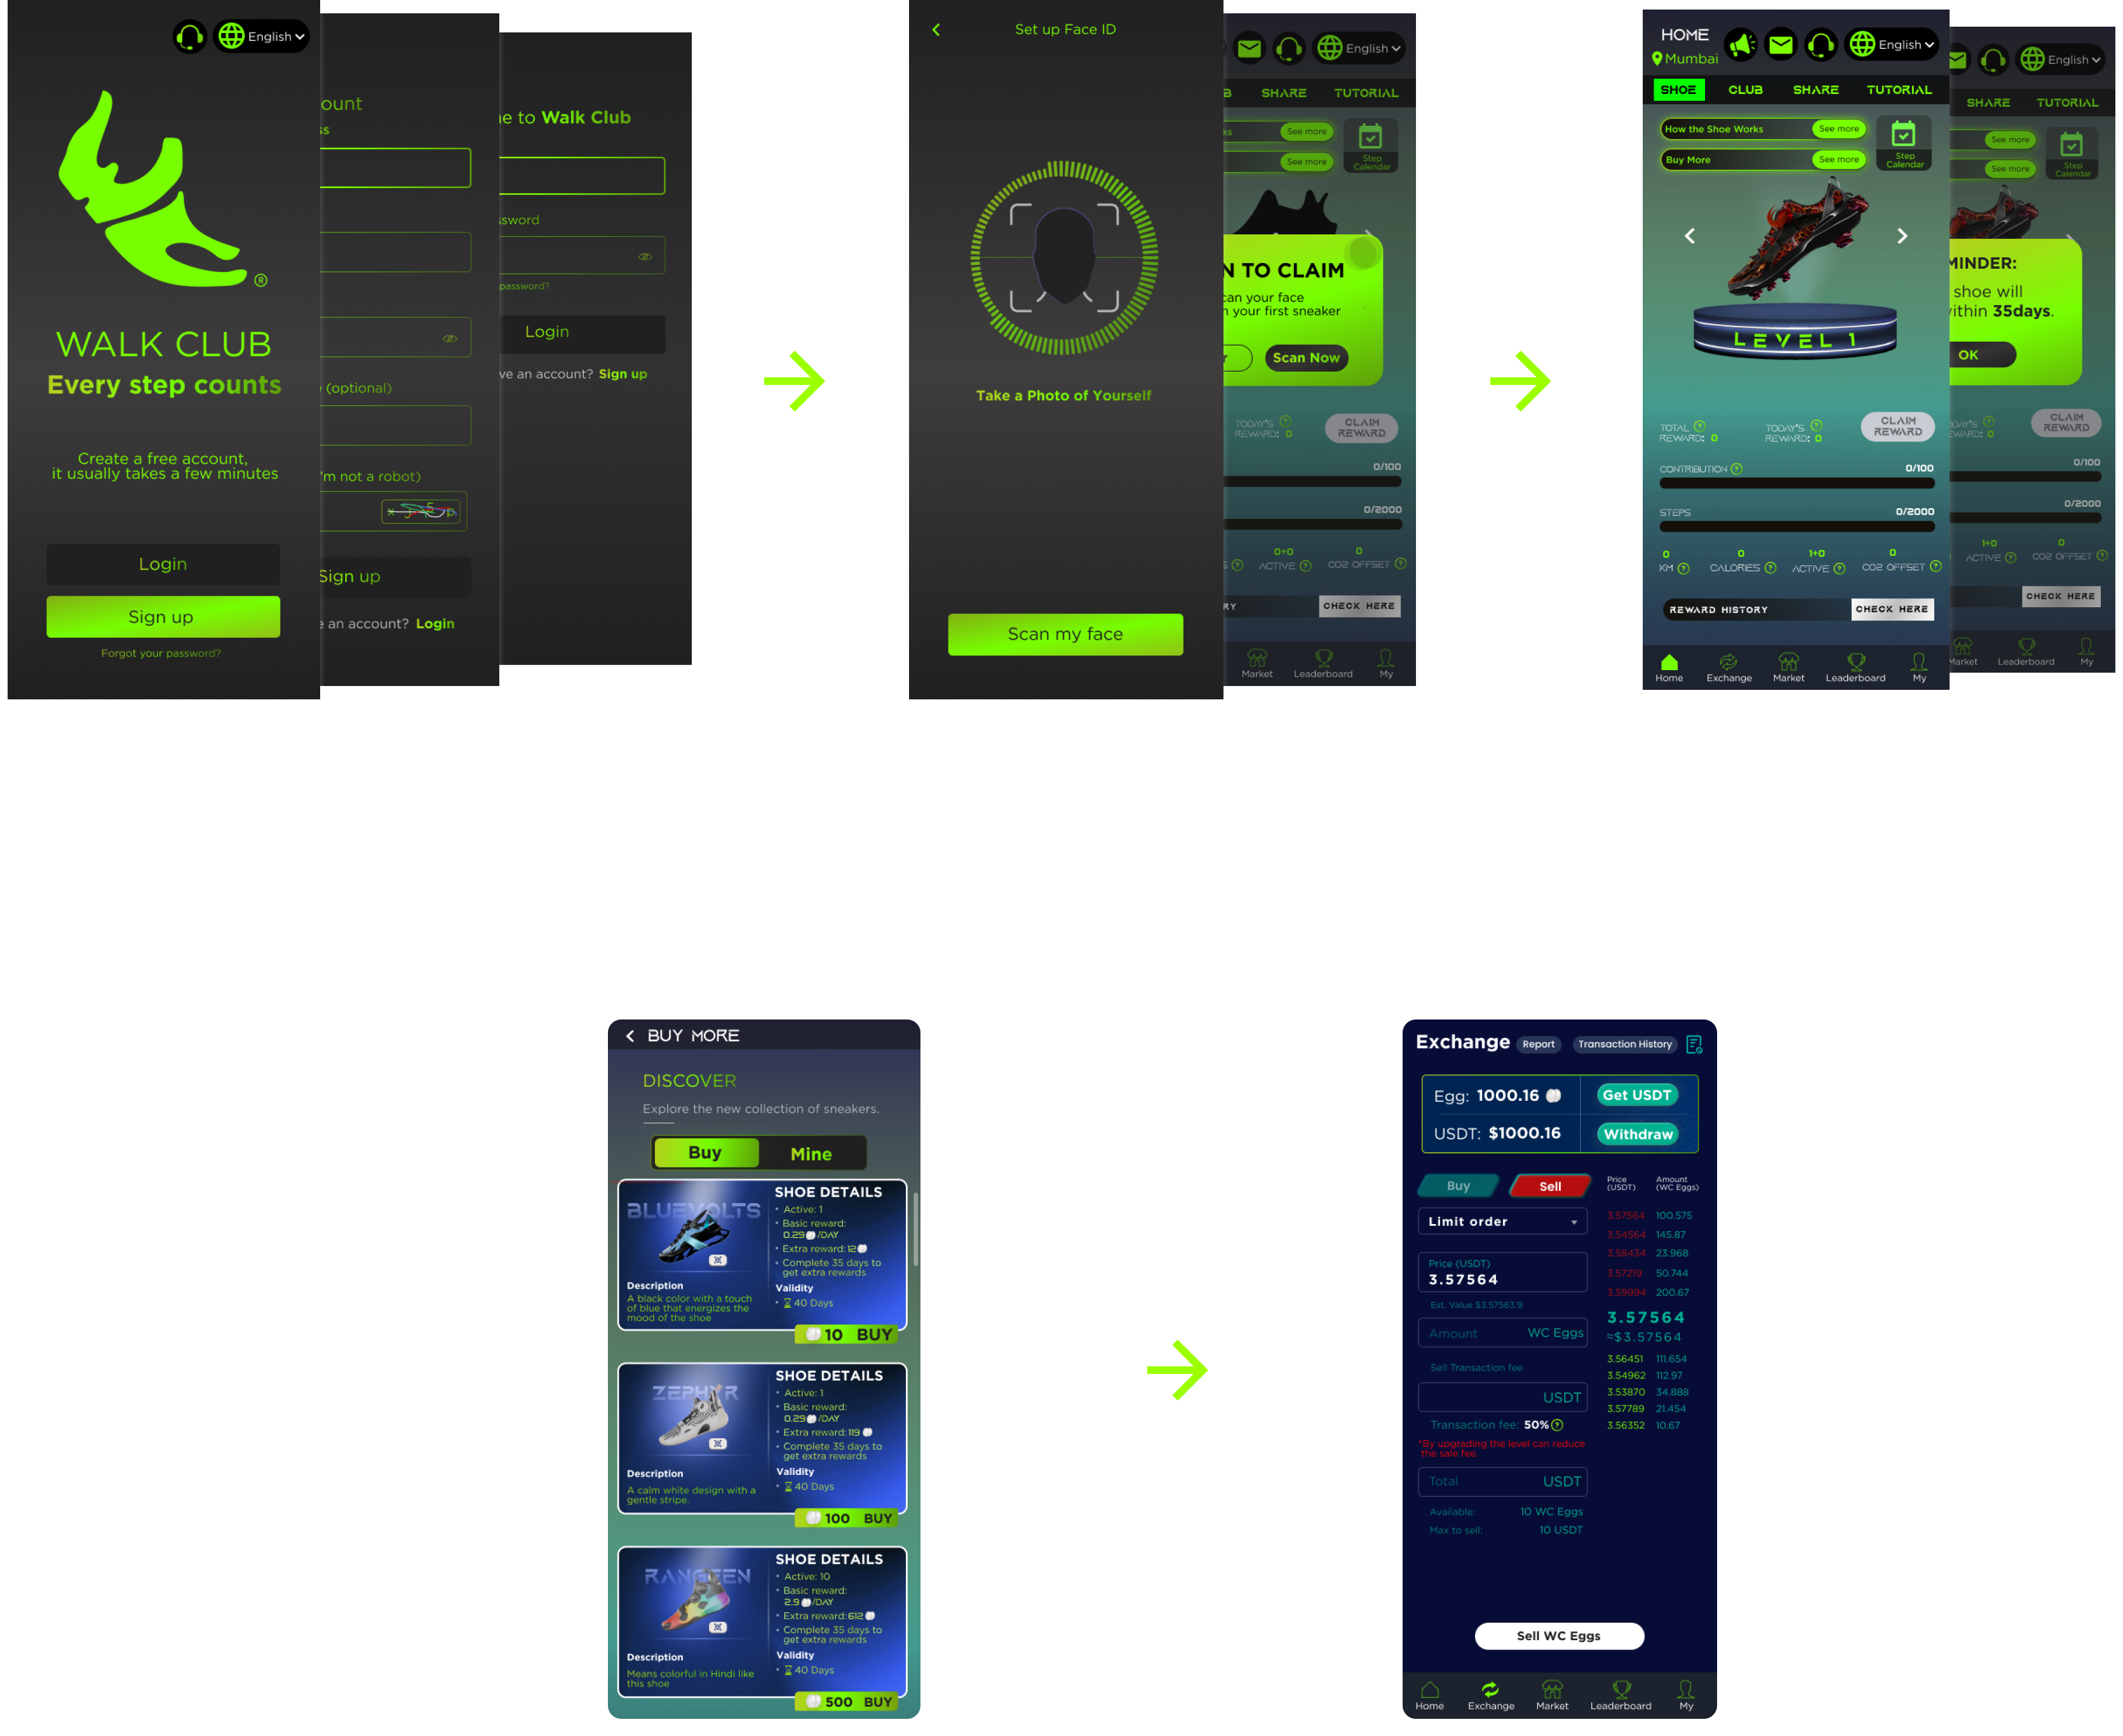 English
®
WALK CLUB
Every step counts
Create a free account,
it usually takes a few minutes
Login
Sign up
Forgot your password?
ount
ss
(optional)
'm not a robot)
Sign up
e an account? Login
e to Walk Club
ssword
password?
Login
ve an account? Sign up
Set up Face ID
Take a Photo of Yourself
Scan my face
English
B SHARE TUTORIAL
ks
See more
See more
Step
Calendar
N TO CLAIM
can your face
n your first sneaker
r
Scan Now
TODAY'S
REWARD: 0
CLAIM
REWARD
0/100
0/2000
0+0
0
S
ACTIVE
CO2 OFFSET
RY
CHECK HERE
Market
Leaderboard
My
HOME
Mumbai
English
SHOE CLUB SHARE TUTORIAL
How the Shoe Works
See more
Buy More
See more
Step
Calendar
LEVEL 1
TOTAL
REWARD: 0
TODAY'S
REWARD: 0
CLAIM
REWARD
CONTRIBUTION
0/100
STEPS
0/2000
0
0
1+0
0
KM
CALORIES
ACTIVE
CO2 OFFSET
REWARD HISTORY
CHECK HERE
Home
Exchange
Market
Leaderboard
My
English
SHARE TUTORIAL
See more
See more
Step
Calendar
MINDER:
shoe will
ithin 35days.
OK
DAY'S
REWARD: 0
CLAIM
REWARD
0/100
0/2000
1+0
0
ACTIVE
CO2 OFFSET
CHECK HERE
Market
Leaderboard
My
BUY MORE
DISCOVER
Explore the new collection of sneakers.
Buy
Mine
BLUEVOLTS
SHOE DETAILS
• Active: 1
• Basic reward:
0.29/DAY
• Extra reward: 12
• Complete 35 days to
get extra rewards
Validity
• 40 Days
Description
A black color with a touch
of blue that energizes the
mood of the shoe
10 BUY
ZEPHYR
SHOE DETAILS
• Active: 1
• Basic reward:
0.29/DAY
• Extra reward: 119
• Complete 35 days to
get extra rewards
Validity
• 40 Days
Description
A calm white design with a
gentle stripe.
100 BUY
RANGEEN
SHOE DETAILS
• Active: 10
• Basic reward:
2.9/DAY
• Extra reward: 612
• Complete 35 days to
get extra rewards
Validity
• 40 Days
Description
Means colorful in Hindi like
this shoe
500 BUY
Exchange
Report
Transaction History
Egg: 1000.16
Get USDT
USDT: $1000.16
Withdraw
Buy
Sell
Price
(USDT)
Amount
(WC Eggs)
Limit order
Price (USDT)
3.57564
Est. Value $3.57563.9
Amount WC Eggs
Sell Transaction fee
USDT
Transaction fee: 50%
*By upgrading the level can reduce
the sale fee.
Total USDT
Available: 10 WC Eggs
Max to sell: 10 USDT
3.57564 100.575
3.54564 145.87
3.58434 23.968
3.57219 50.744
3.59994 200.67
3.57564
≈$3.57564
3.56451 111.654
3.54962 112.97
3.53870 34.888
3.57789 21.454
3.56352 10.67
Sell WC Eggs
Home
Exchange
Market
Leaderboard
My